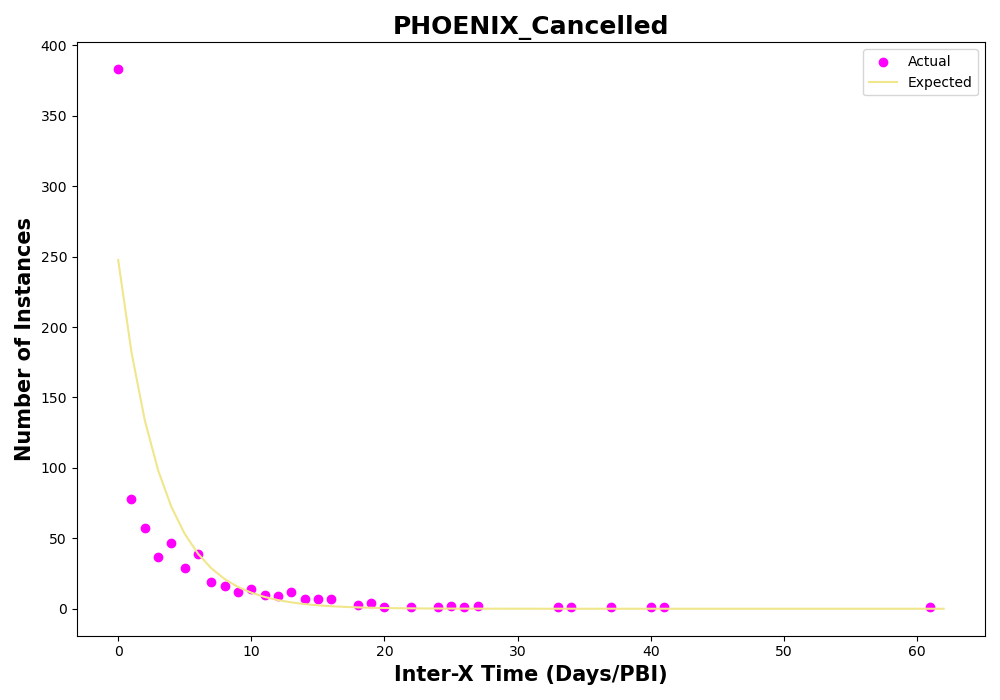 PHOENIX_Cancelled
Actual
Expected
Number of Instances
400
350
300
250
200
150
100
50
0
0 10 20 30 40 50 60
Inter-X Time (Days/PBI)